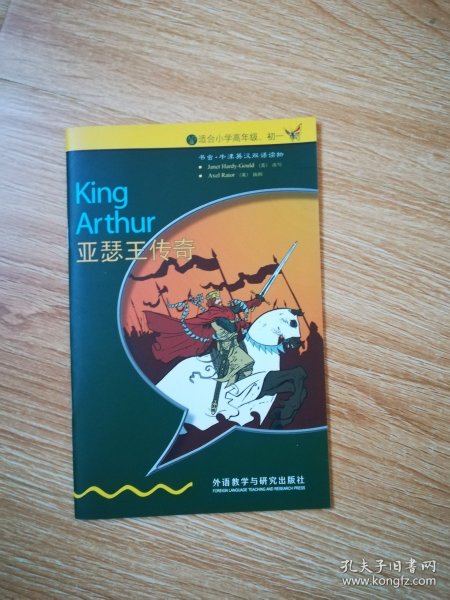 适合小学高年级、初一
书虫·牛津英汉双语读物
Janet Hardy-Gould （英） 改写
Axel Rator （英） 插图
King
Arthur
亚瑟王传奇
外语教学与研究出版社
FOREIGN LANGUAGE TEACHING AND RESEARCH PRESS
孔夫子旧书网
www.kongfz.com